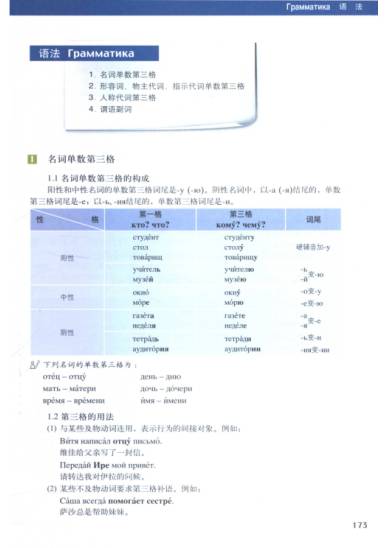 Грамматика 语 法
语法 Грамматика
1. 名词单数第三格
2. 形容词、物主代词、指示代词单数第三格
3. 人称代词第三格
4. 谓语副词
1 名词单数第三格
1.1 名词单数第三格的构成
阳性和中性名词的单数第三格词尾是-у (-ю)。阴性名词中，以-а (-я)结尾的，单数
第三格词尾是-е；以-ь, -ия结尾的，单数第三格词尾是-и。
性 格 第一格 кто? что? 第三格 кому́? чему́? 词尾
阳性
студе́нт студе́нту
стол столу́ 硬辅音加-у
това́рищ това́рищу
учи́тель учи́телю -ь变-ю
музе́й музе́ю -й
中性
окно́ окну́ -о变-у
мо́ре мо́рю -е变-ю
阴性
газе́та газе́те -а变-е
неде́ля неде́ле -я
тетра́дь тетра́ди -ь变-и
аудито́рия аудито́рии -ия变-ии
下列名词的单数第三格为：
оте́ц – отцу́ день – дню
мать – ма́тери дочь – до́чери
вре́мя – вре́мени и́мя – и́мени
1.2 第三格的用法
(1) 与某些及物动词连用，表示行为的间接对象。例如：
Ви́тя написа́л отцу́ письмо́.
维佳给父亲写了一封信。
Переда́й Ире мой приве́т.
请转达我对伊拉的问候。
(2) 某些不及物动词要求第三格补语。例如：
Са́ша всегда́ помога́ет сестре́.
萨沙总是帮助妹妹。
173